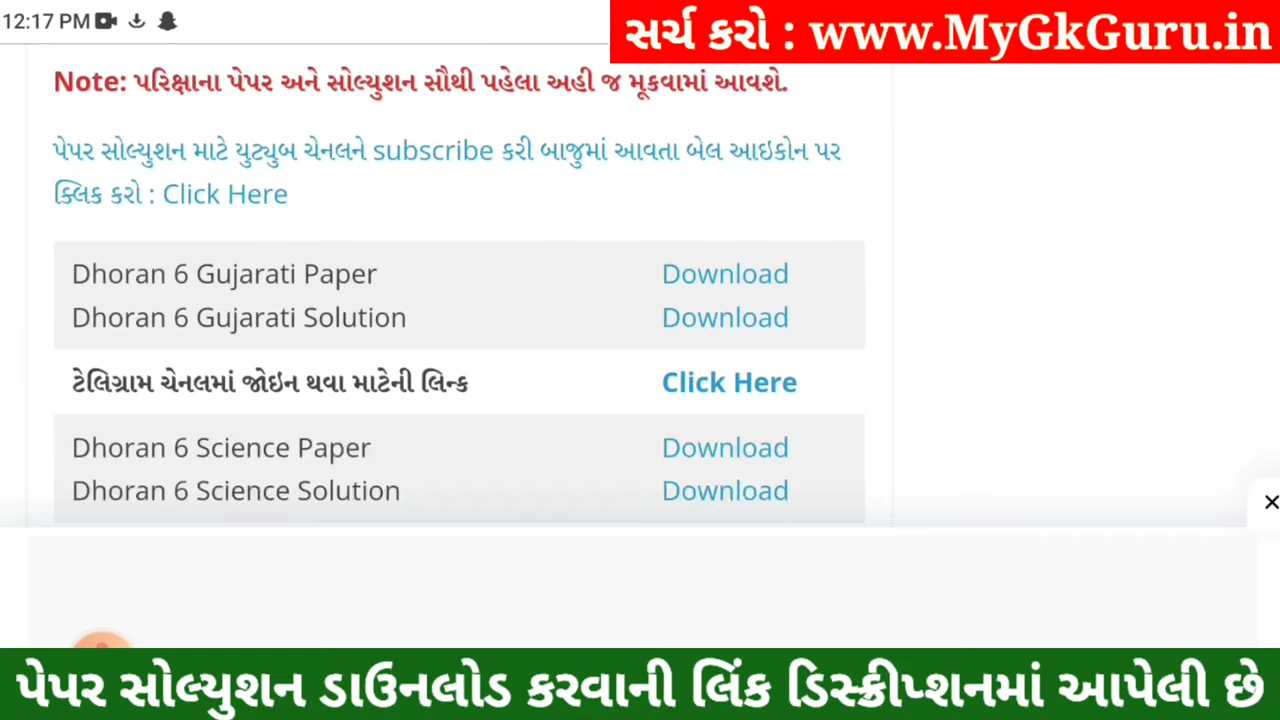 12:17 PM
સર્ચ કરો : www.MyGkGuru.in
Note: પરિક્ષાના પેપર અને સોલ્યુશન સૌથી પહેલા અહી જ મૂકવામાં આવશે.
પેપર સોલ્યુશન માટે યુટ્યુબ ચેનલને subscribe કરી બાજુમાં આવતા બેલ આઇકોન પર
ક્લિક કરો : Click Here
Dhoran 6 Gujarati Paper Download
Dhoran 6 Gujarati Solution Download
ટેલિગ્રામ ચેનલમાં જોઇન થવા માટેની લિન્ક Click Here
Dhoran 6 Science Paper Download
Dhoran 6 Science Solution Download
પેપર સોલ્યુશન ડાઉનલોડ કરવાની લિંક ડિસ્ક્રીપ્શનમાં આપેલી છે